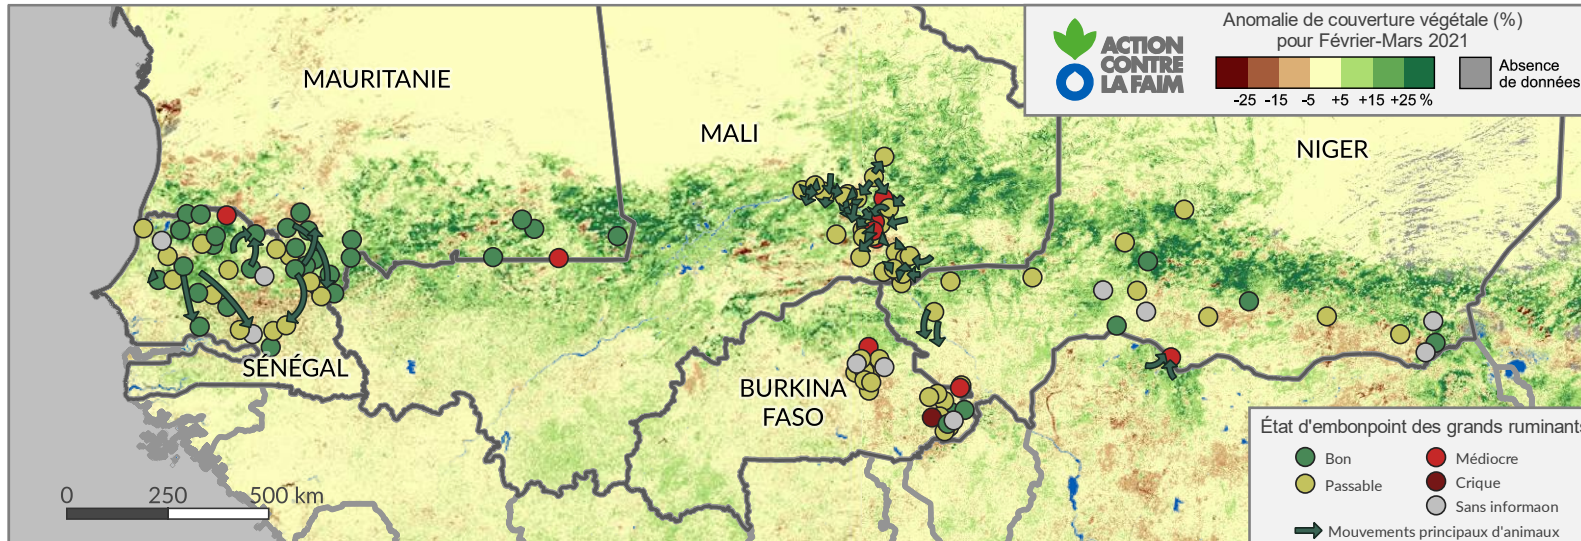 Anomalie de couverture végétale (%)
pour Février-Mars 2021
ACTION
CONTRE
LA FAIM
-25 -15 -5 +5 +15 +25 %
Absence
de données
MAURITANIE
MALI
NIGER
SÉNÉGAL
BURKINA
FASO
0 250 500 km
État d'embonpoint des grands ruminants
Bon
Passable
Médiocre
Crique
Sans informaon
Mouvements principaux d'animaux